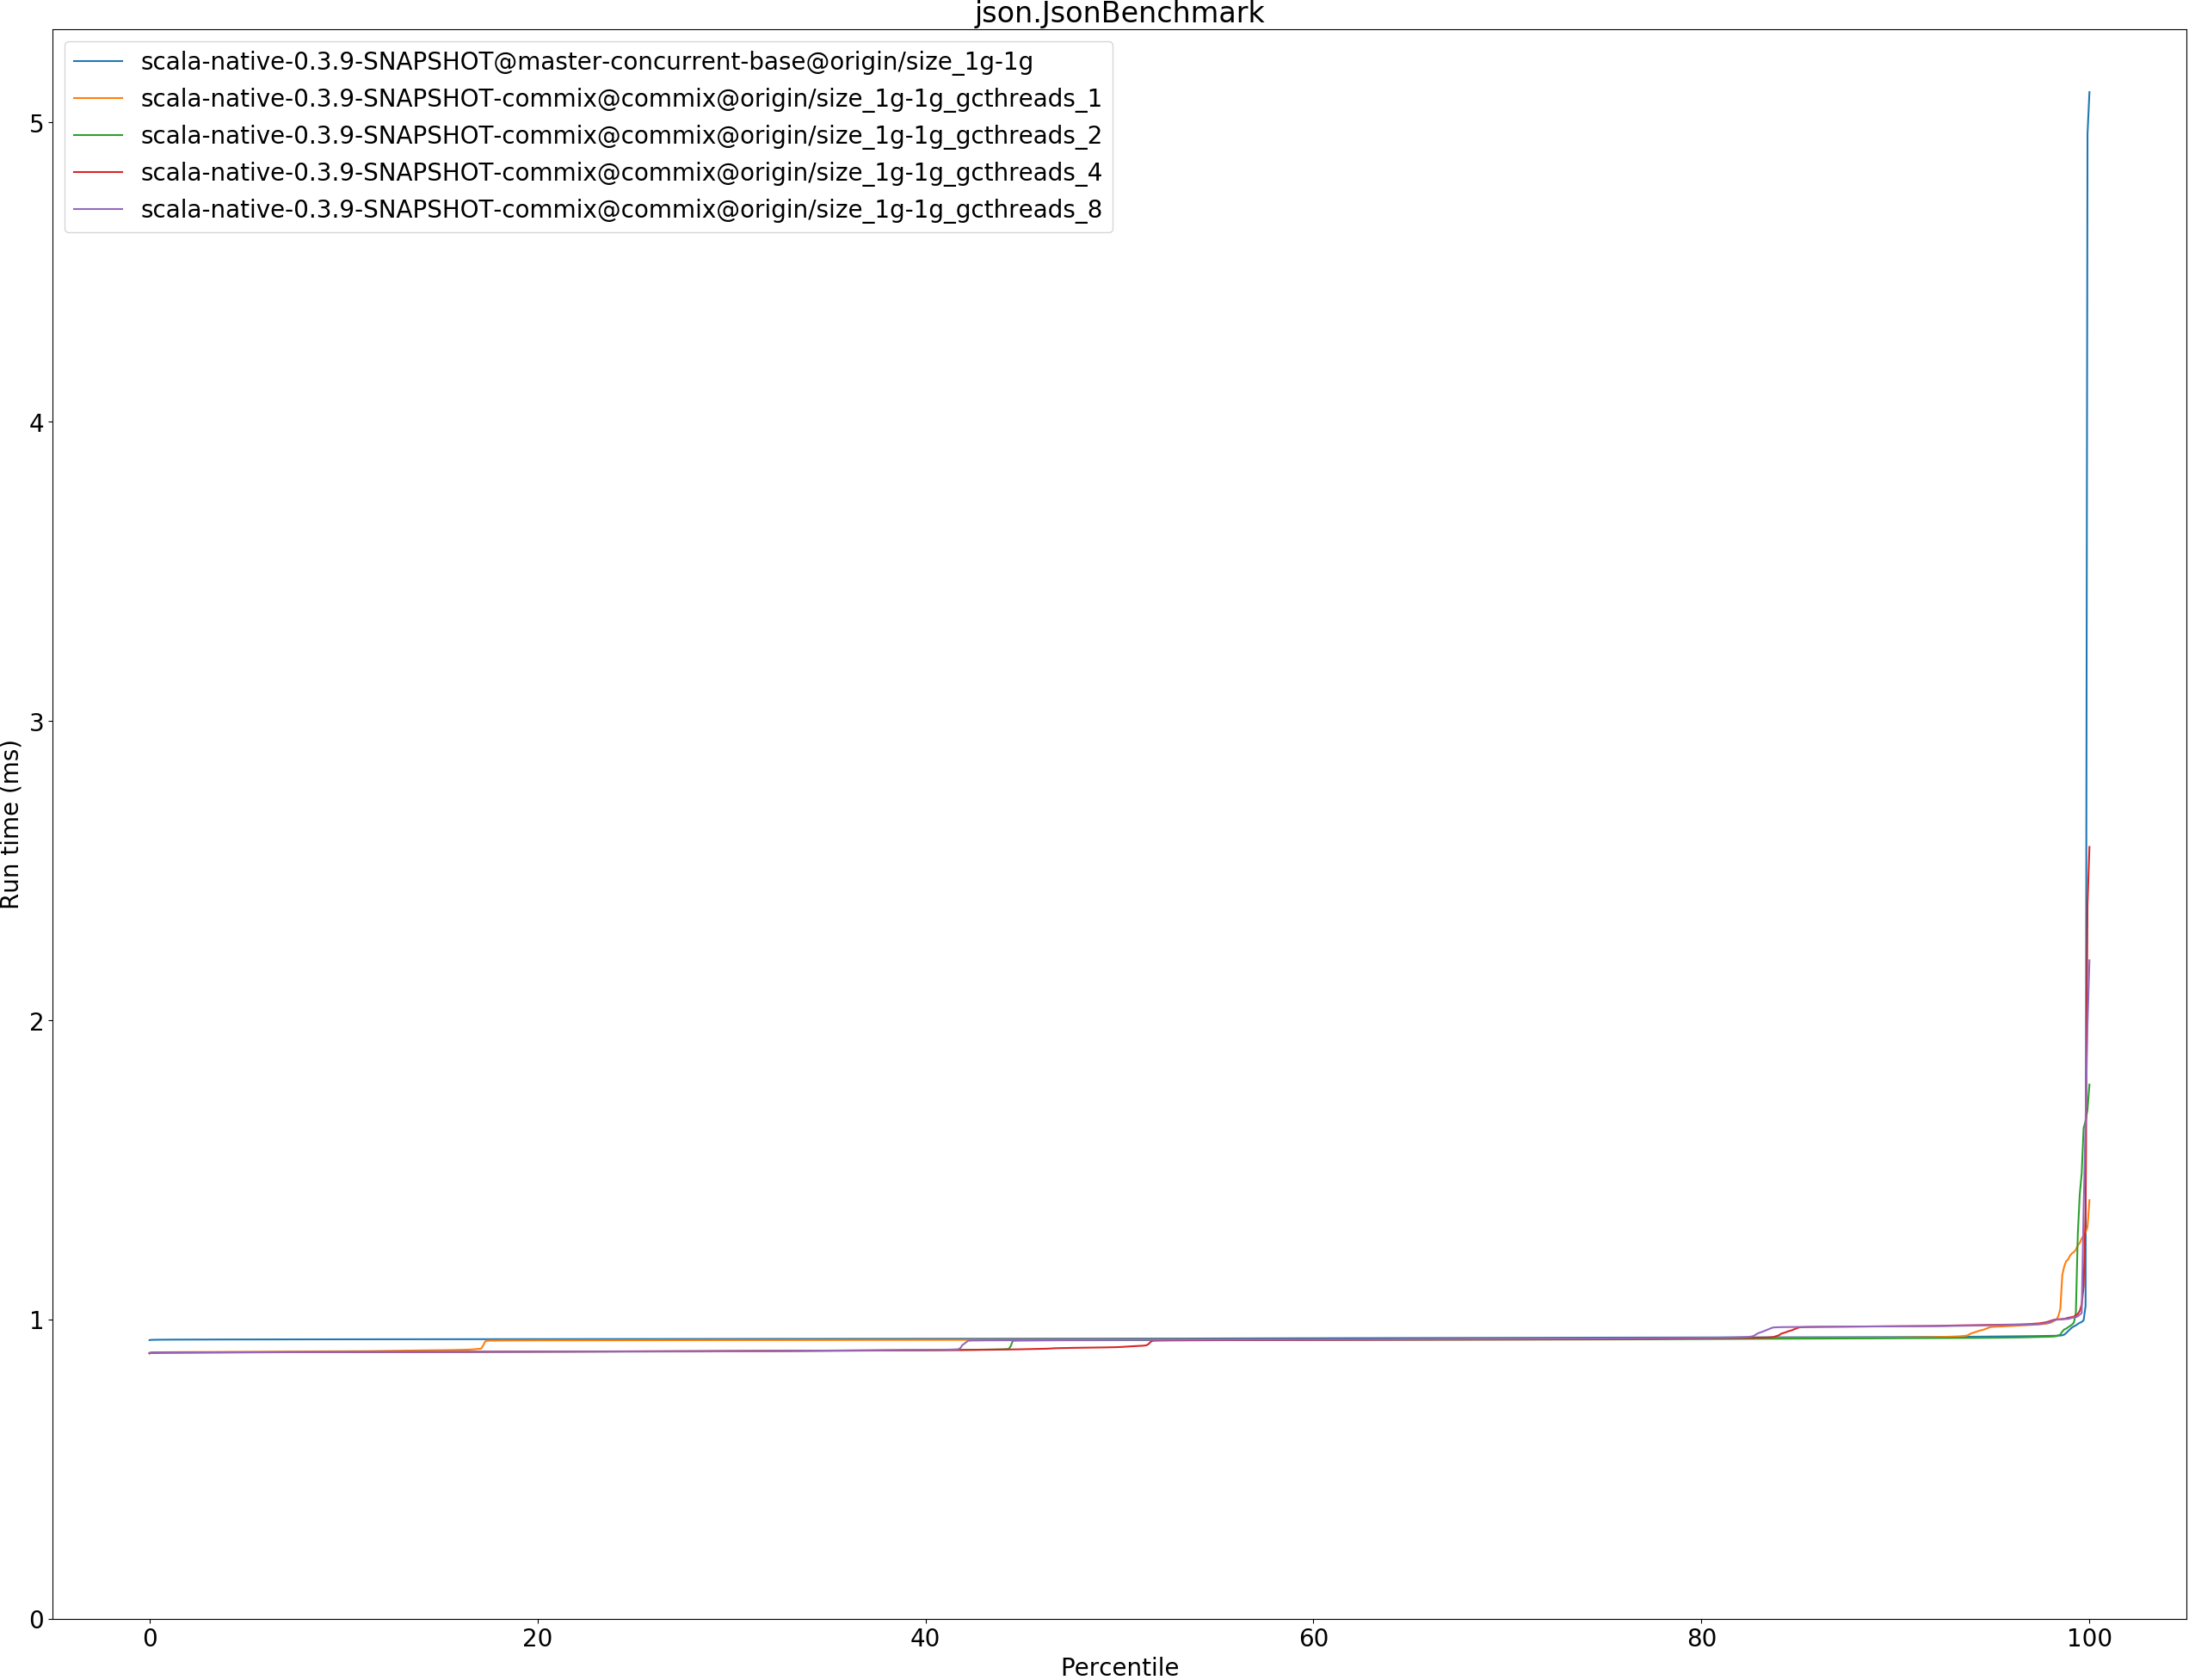 json.JsonBenchmark
scala-native-0.3.9-SNAPSHOT@master-concurrent-base@origin/size_1g-1g
scala-native-0.3.9-SNAPSHOT-commix@commix@origin/size_1g-1g_gcthreads_1
scala-native-0.3.9-SNAPSHOT-commix@commix@origin/size_1g-1g_gcthreads_2
scala-native-0.3.9-SNAPSHOT-commix@commix@origin/size_1g-1g_gcthreads_4
scala-native-0.3.9-SNAPSHOT-commix@commix@origin/size_1g-1g_gcthreads_8
5
4
3
2
1
0
Run time (ms)
0 20 40 60 80 100
Percentile